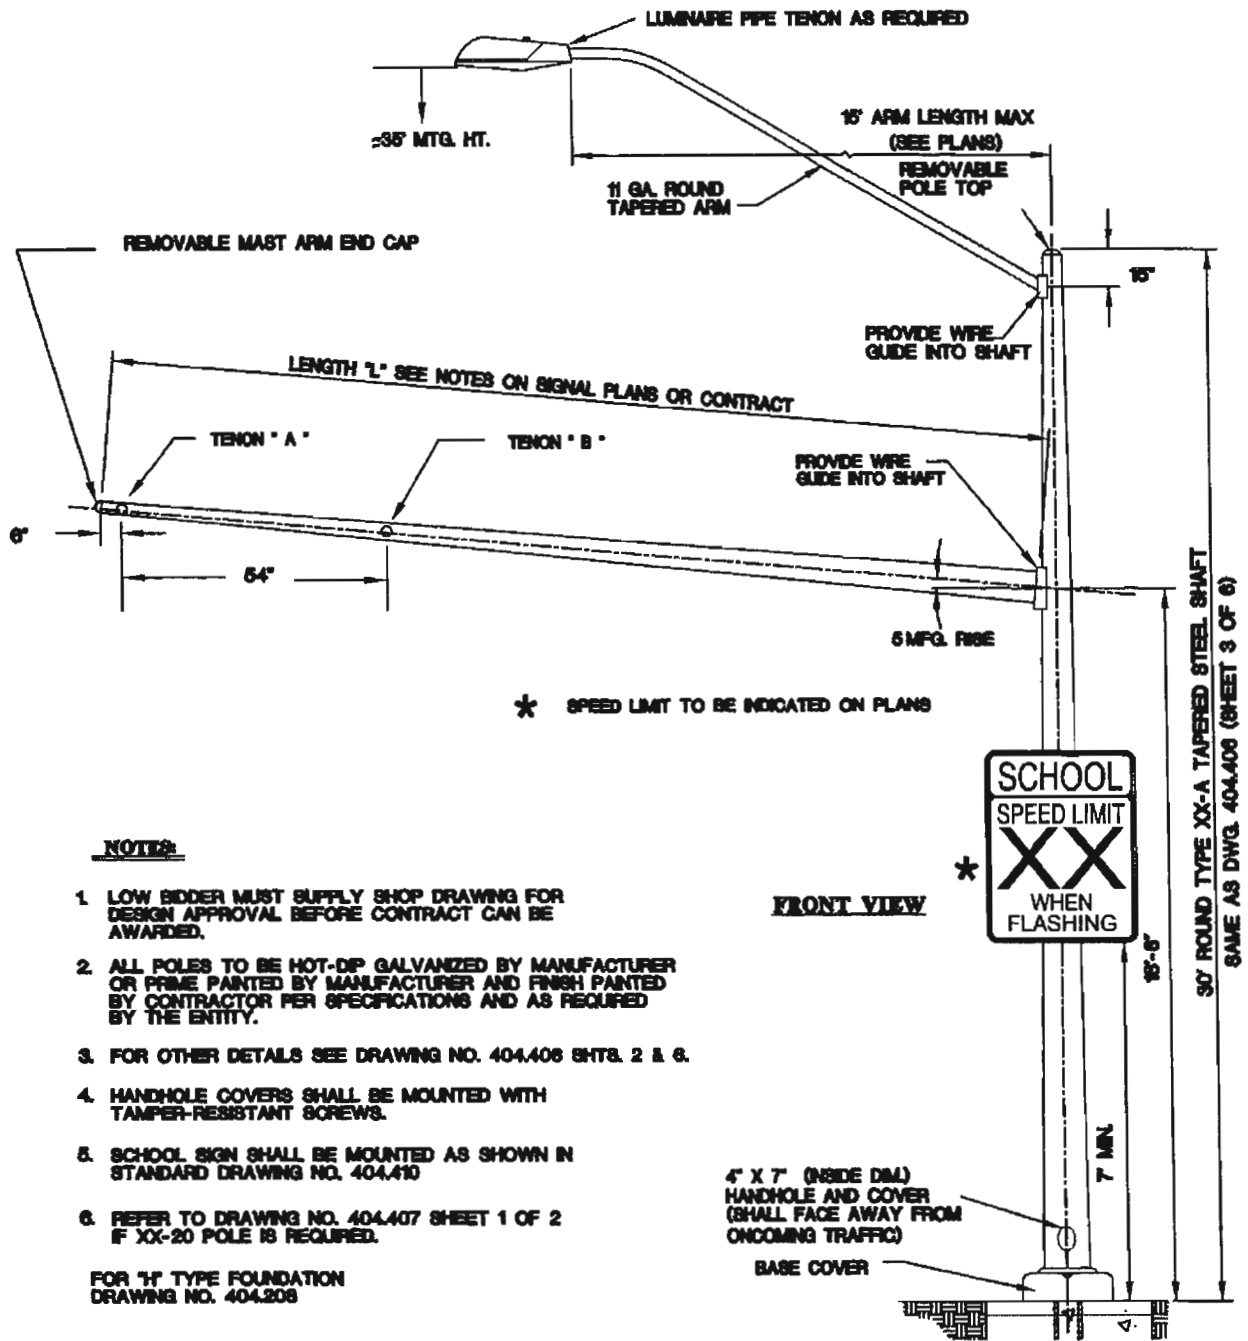 LUMINAIRE PIPE TENON AS REQUIRED
≈35' MTG. HT.
15' ARM LENGTH MAX
(SEE PLANS)
REMOVABLE
POLE TOP
11 GA. ROUND
TAPERED ARM
REMOVABLE MAST ARM END CAP
15"
PROVIDE WIRE
GUIDE INTO SHAFT
LENGTH "L" SEE NOTES ON SIGNAL PLANS OR CONTRACT
TENON "A"
TENON "B"
PROVIDE WIRE
GUIDE INTO SHAFT
6"
54"
5 MFG. RISE
* SPEED LIMIT TO BE INDICATED ON PLANS
30' ROUND TYPE XX-A TAPERED STEEL SHAFT
SAME AS DWG. 404.406 (SHEET 3 OF 6)
SCHOOL
SPEED LIMIT
XX
WHEN
FLASHING
*
FRONT VIEW
7' MIN.
NOTES:
1. LOW BIDDER MUST SUPPLY SHOP DRAWING FOR
DESIGN APPROVAL BEFORE CONTRACT CAN BE
AWARDED.
2. ALL POLES TO BE HOT-DIP GALVANIZED BY MANUFACTURER
OR PRIME PAINTED BY MANUFACTURER AND FINISH PAINTED
BY CONTRACTOR PER SPECIFICATIONS AND AS REQUIRED
BY THE ENTITY.
3. FOR OTHER DETAILS SEE DRAWING NO. 404.406 SHTS. 2 & 6.
4. HANDHOLE COVERS SHALL BE MOUNTED WITH
TAMPER-RESISTANT SCREWS.
5. SCHOOL SIGN SHALL BE MOUNTED AS SHOWN IN
STANDARD DRAWING NO. 404.410
6. REFER TO DRAWING NO. 404.407 SHEET 1 OF 2
IF XX-20 POLE IS REQUIRED.
FOR "H" TYPE FOUNDATION
DRAWING NO. 404.208
4" X 7" (INSIDE DIM.)
HANDHOLE AND COVER
(SHALL FACE AWAY FROM
ONCOMING TRAFFIC)
BASE COVER